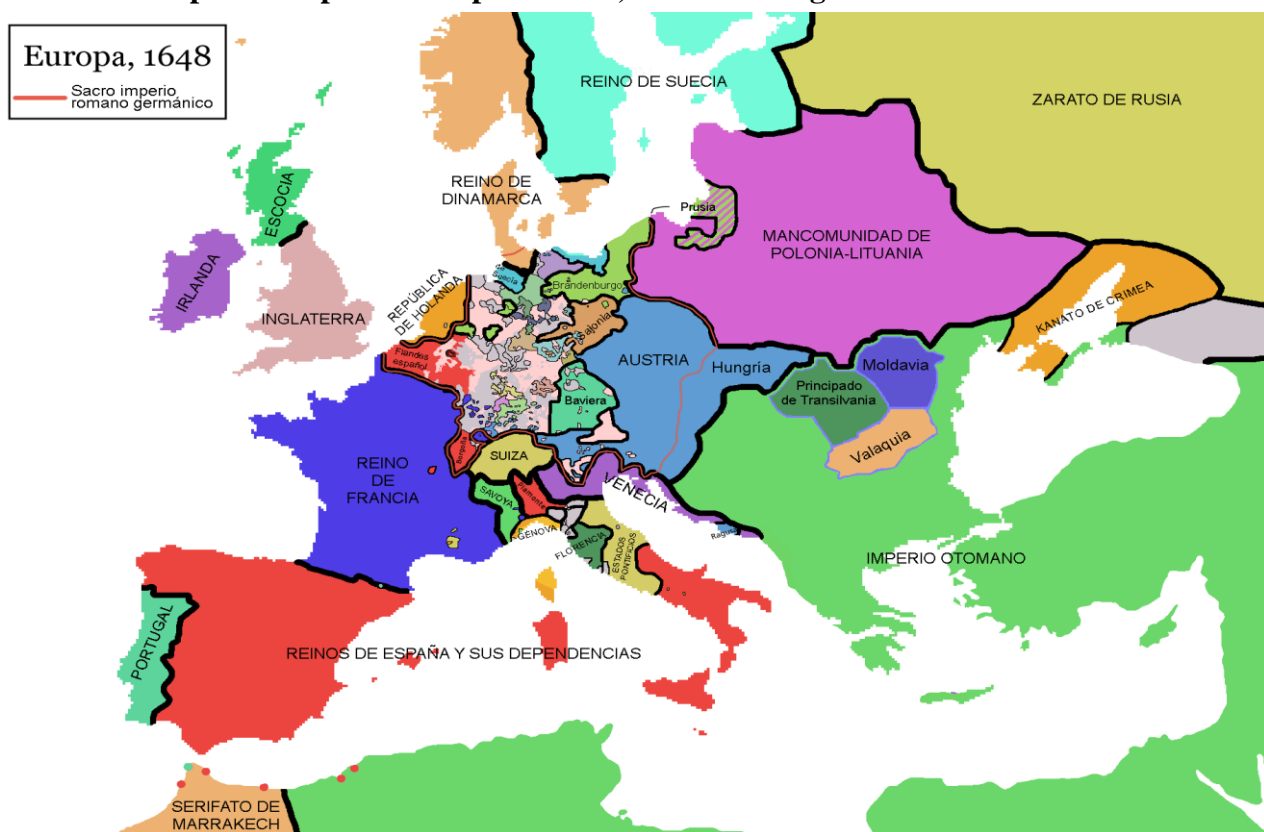 Europa, 1648
Sacro imperio
romano germánico
REINO DE SUECIA
ZARATO DE RUSIA
ESCOCIA
REINO DE
DINAMARCA
Prusia
MANCOMUNIDAD DE
POLONIA-LITUANIA
IRLANDA
INGLATERRA
REPÚBLICA
DE HOLANDA
Suecia
Brandenburgo
Sajonia
KANATO DE CRIMEA
Flandes
español
AUSTRIA
Hungría
Moldavia
Principado
de Transilvania
Baviera
Valaquia
Borgoña
SUIZA
REINO
DE
FRANCIA
SAVOYA
Piamonte
VENECIA
GÉNOVA
FLORENCIA
ESTADOS
PONTIFICIOS
IMPERIO OTOMANO
PORTUGAL
REINOS DE ESPAÑA Y SUS DEPENDENCIAS
SERIFATO DE
MARRAKECH